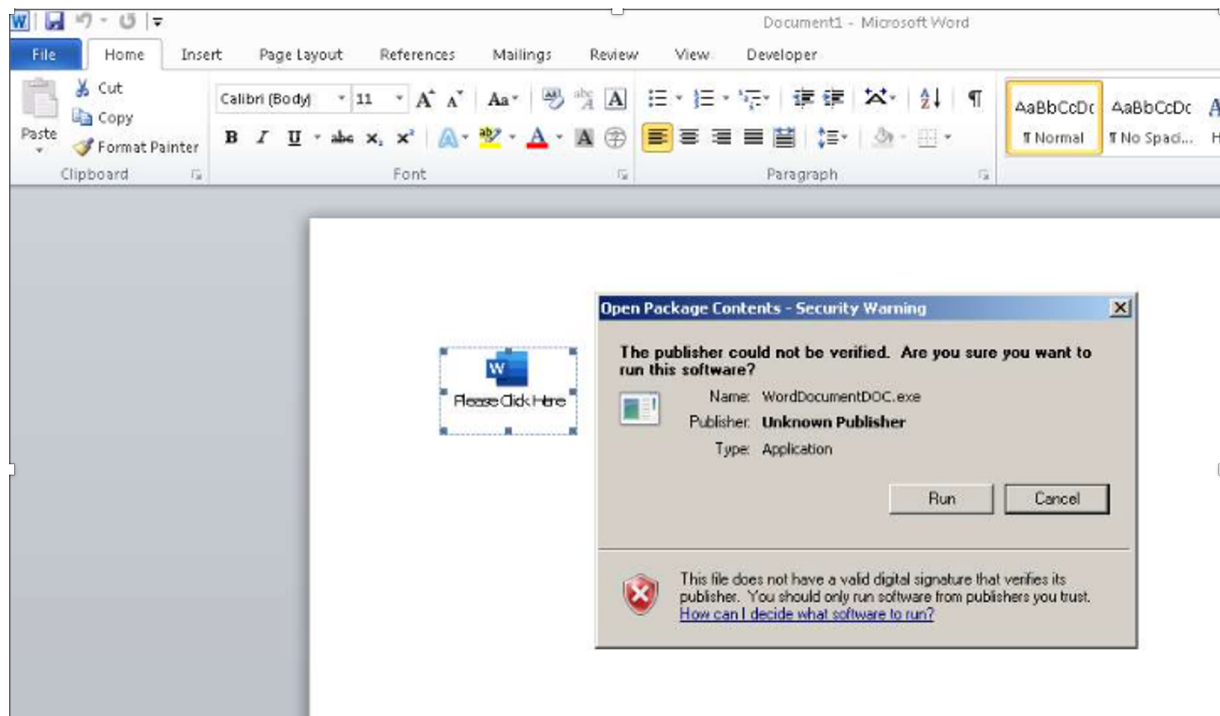 Document1 - Microsoft Word
File Home Insert Page Layout References Mailings Review View Developer
Cut
Copy
Format Painter
Paste
Clipboard
Calibri (Body) 11
Font
Paragraph
AaBbCcDc AaBbCcDc
¶ Normal ¶ No Spaci...
Please Click Here
Open Package Contents - Security Warning
The publisher could not be verified. Are you sure you want to
run this software?
Name: WordDocumentDOC.exe
Publisher: Unknown Publisher
Type: Application
Run Cancel
This file does not have a valid digital signature that verifies its
publisher. You should only run software from publishers you trust.
How can I decide what software to run?